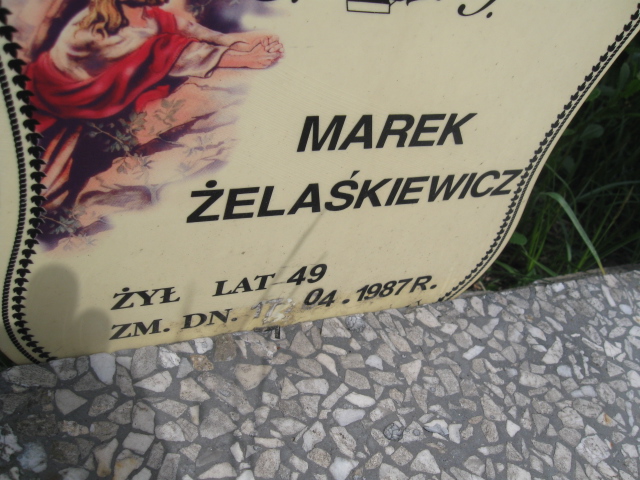 MAREK
ŻELAŚKIEWICZ
ŻYŁ LAT 49
ZM. DN. 04.1987R.